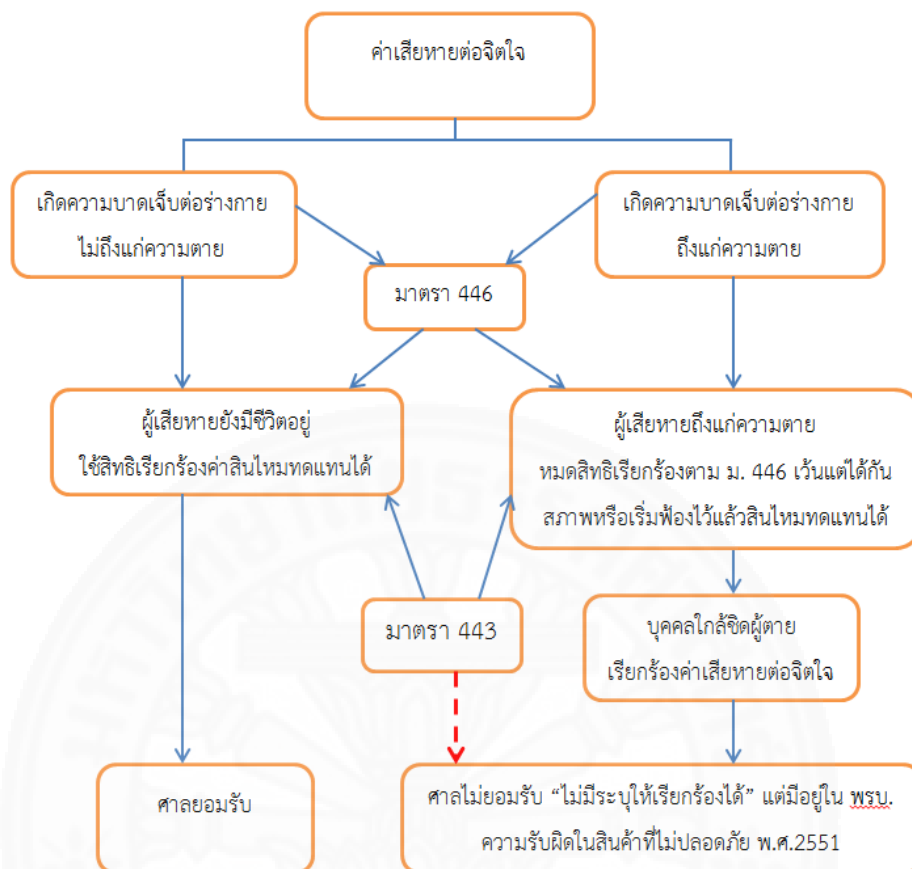 ค่าเสียหายต่อจิตใจ
เกิดความบาดเจ็บต่อร่างกาย
ไม่ถึงแก่ความตาย
เกิดความบาดเจ็บต่อร่างกาย
ถึงแก่ความตาย
มาตรา 446
ผู้เสียหายยังมีชีวิตอยู่
ใช้สิทธิเรียกร้องค่าสินไหมทดแทนได้
ผู้เสียหายถึงแก่ความตาย
หมดสิทธิเรียกร้องตาม ม. 446 เว้นแต่ได้กัน
สภาพหรือเริ่มฟ้องไว้แล้วสินไหมทดแทนได้
มาตรา 443
บุคคลใกล้ชิดผู้ตาย
เรียกร้องค่าเสียหายต่อจิตใจ
ศาลยอมรับ
ศาลไม่ยอมรับ “ไม่มีระบุให้เรียกร้องได้” แต่มีอยู่ใน พรบ.
ความรับผิดในสินค้าที่ไม่ปลอดภัย พ.ศ.2551